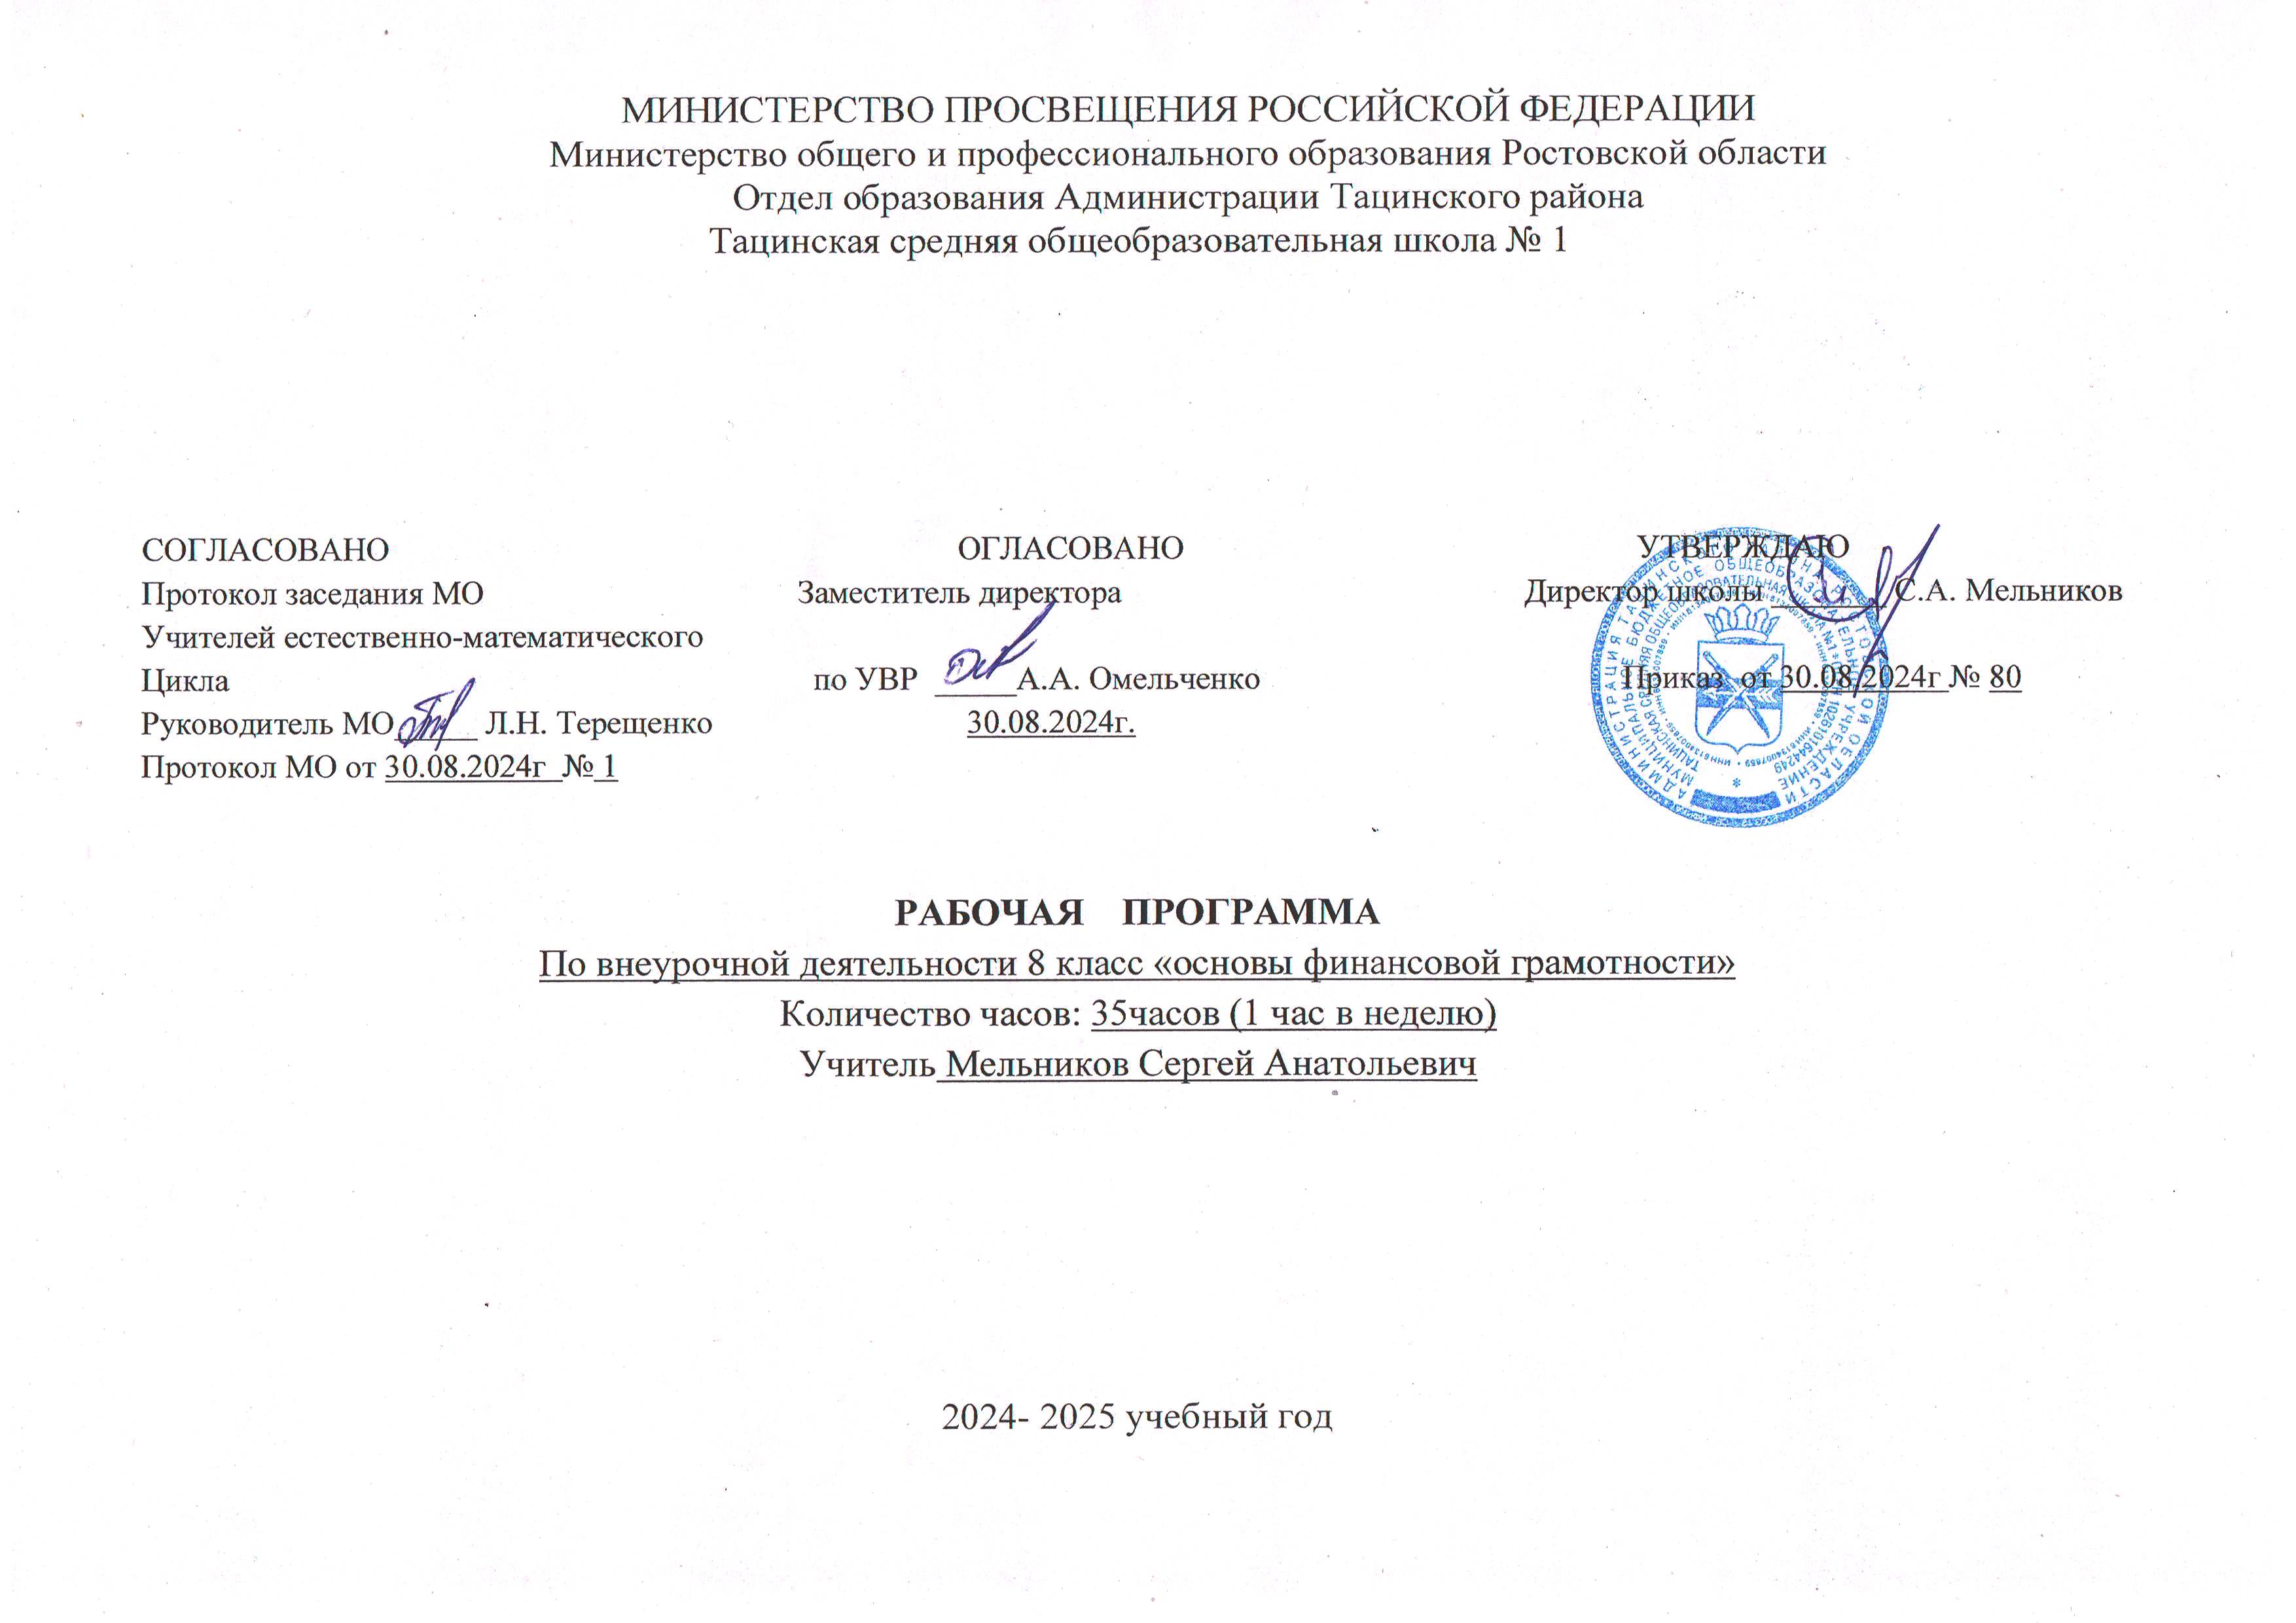 МИНИСТЕРСТВО ПРОСВЕЩЕНИЯ РОССИЙСКОЙ ФЕДЕРАЦИИ
Министерство общего и профессионального образования Ростовской области
Отдел образования Администрации Тацинского района
Тацинская средняя общеобразовательная школа № 1
СОГЛАСОВАНО
Протокол заседания МО
Учителей естественно-математического
Цикла
Руководитель МО_____ Л.Н. Терещенко
Протокол МО от 30.08.2024г № 1
ОГЛАСОВАНО
Заместитель директора
по УВР _____А.А. Омельченко
30.08.2024г.
УТВЕРЖДАЮ
Директор школы _______ С.А. Мельников
Приказ от 30.08.2024г № 80
РАБОЧАЯ ПРОГРАММА
По внеурочной деятельности 8 класс «основы финансовой грамотности»
Количество часов: 35часов (1 час в неделю)
Учитель Мельников Сергей Анатольевич
2024- 2025 учебный год